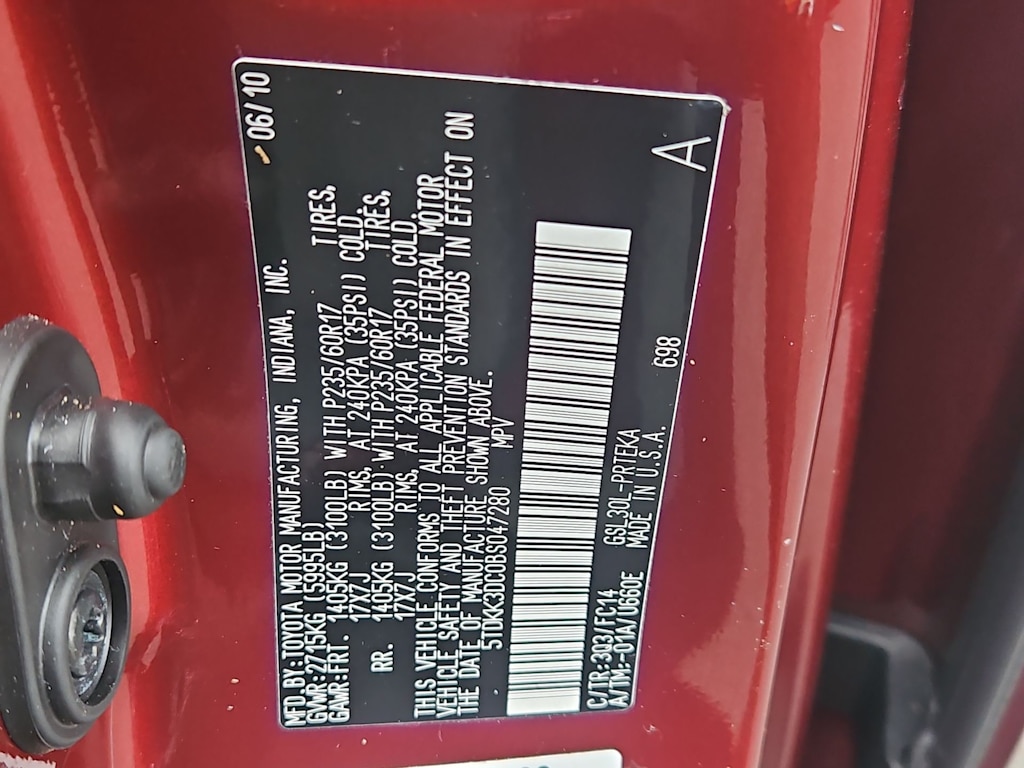 MFD.BY:TOYOTA MOTOR MANUFACTURING, INDIANA, INC. 06/10
GVWR:2715KG (5995LB)
GAWR:FRT. 1405KG (3100LB) WITH P235/60R17 TIRES.
17X7J RIMS, AT 240KPA (35PSI) COLD.
RR. 1405KG (3100LB) WITH P235/60R17 TIRES.
17X7J RIMS, AT 240KPA (35PSI) COLD.
THIS VEHICLE CONFORMS TO ALL APPLICABLE FEDERAL MOTOR
VEHICLE SAFETY AND THEFT PREVENTION STANDARDS IN EFFECT ON
THE DATE OF MANUFACTURE SHOWN ABOVE.
5TDKK3DC0BS047280 MPV
C/TR:3Q3/FC14 GSL30L-PRTEKA 698
A/TM:-01A/U660E MADE IN U.S.A. A